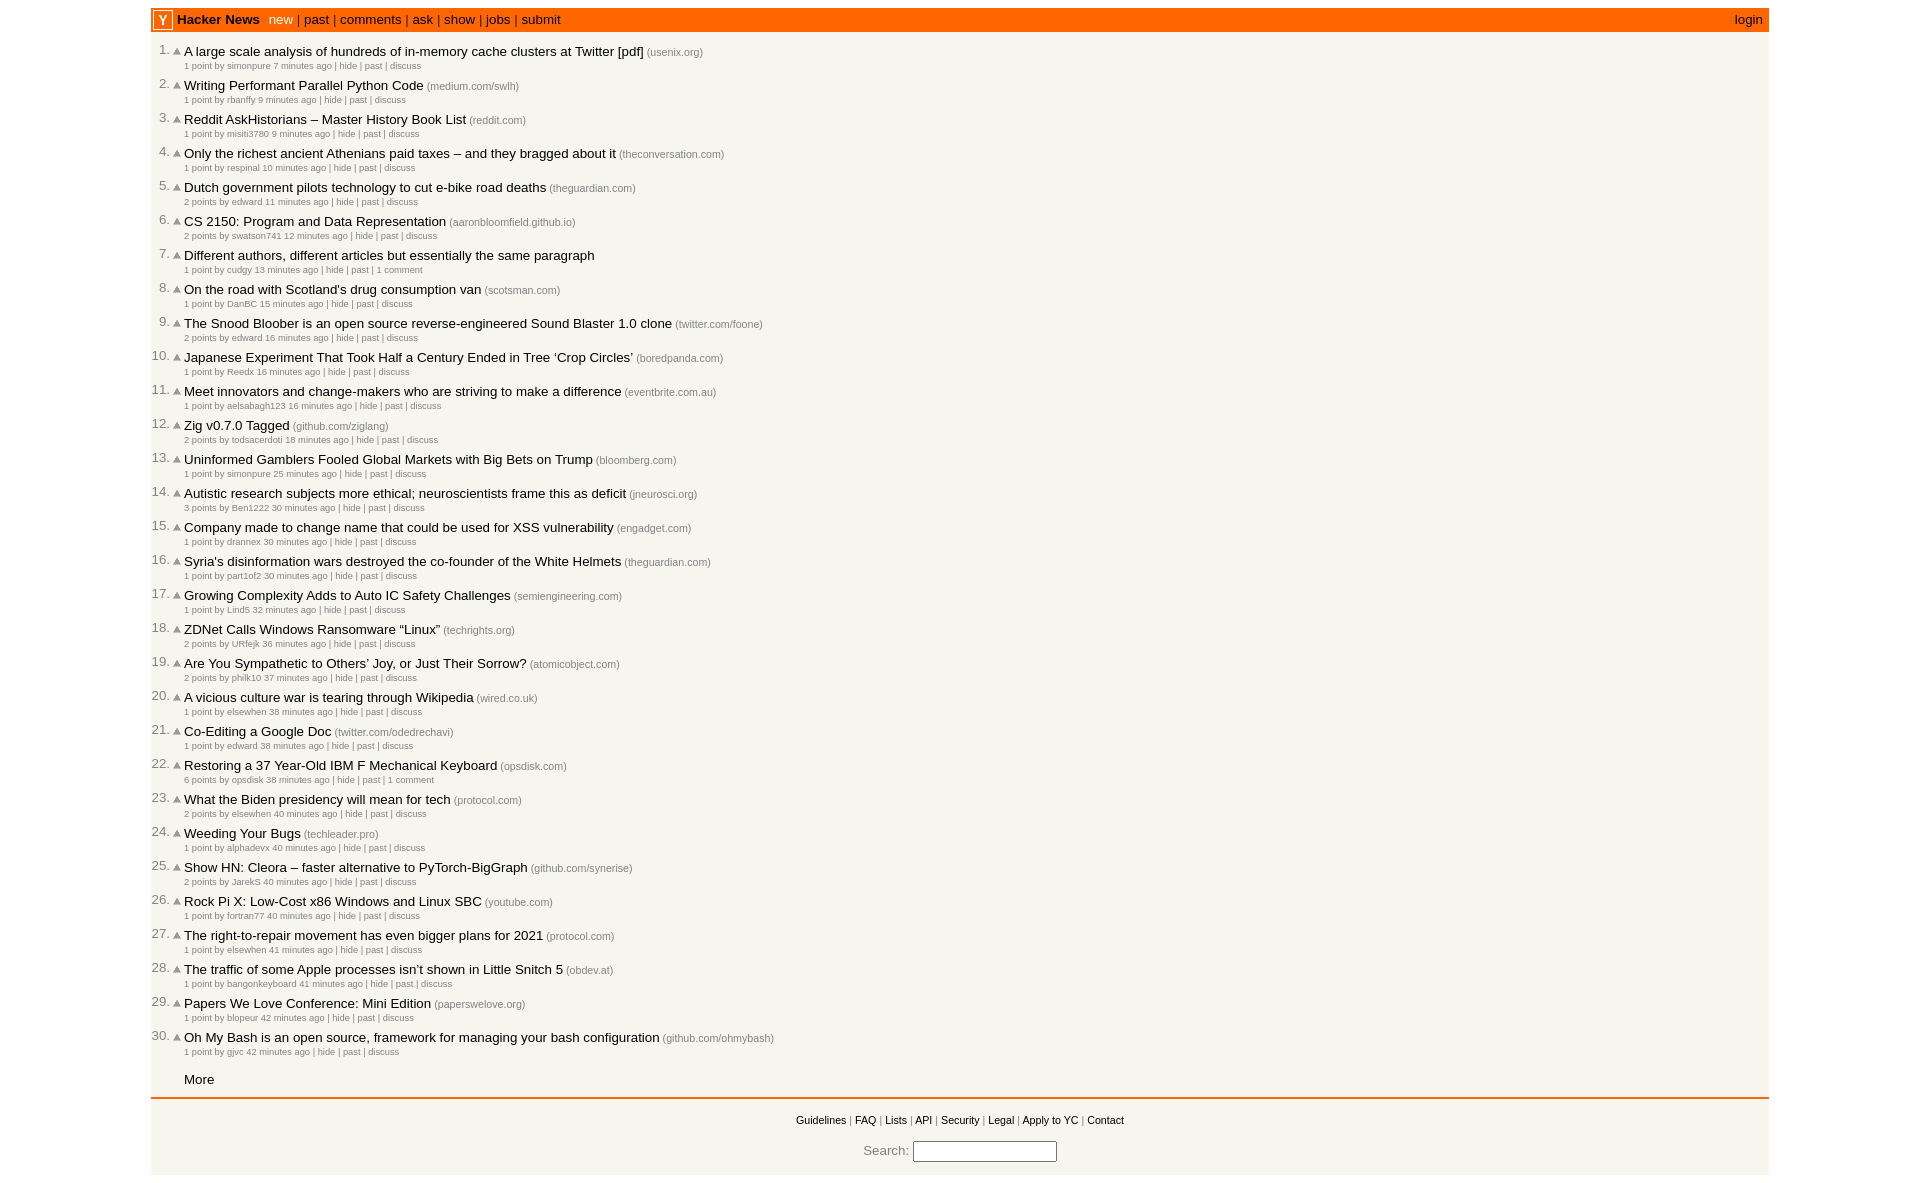 Y Hacker News new | past | comments | ask | show | jobs | submit login
1. ▲ A large scale analysis of hundreds of in-memory cache clusters at Twitter [pdf] (usenix.org)
1 point by simonpure 7 minutes ago | hide | past | discuss
2. ▲ Writing Performant Parallel Python Code (medium.com/swlh)
1 point by rbanffy 9 minutes ago | hide | past | discuss
3. ▲ Reddit AskHistorians – Master History Book List (reddit.com)
1 point by misiti3780 9 minutes ago | hide | past | discuss
4. ▲ Only the richest ancient Athenians paid taxes – and they bragged about it (theconversation.com)
1 point by respinal 10 minutes ago | hide | past | discuss
5. ▲ Dutch government pilots technology to cut e-bike road deaths (theguardian.com)
2 points by edward 11 minutes ago | hide | past | discuss
6. ▲ CS 2150: Program and Data Representation (aaronbloomfield.github.io)
2 points by swatson741 12 minutes ago | hide | past | discuss
7. ▲ Different authors, different articles but essentially the same paragraph
1 point by cudgy 13 minutes ago | hide | past | 1 comment
8. ▲ On the road with Scotland's drug consumption van (scotsman.com)
1 point by DanBC 15 minutes ago | hide | past | discuss
9. ▲ The Snood Bloober is an open source reverse-engineered Sound Blaster 1.0 clone (twitter.com/foone)
2 points by edward 16 minutes ago | hide | past | discuss
10. ▲ Japanese Experiment That Took Half a Century Ended in Tree ‘Crop Circles’ (boredpanda.com)
1 point by Reedx 16 minutes ago | hide | past | discuss
11. ▲ Meet innovators and change-makers who are striving to make a difference (eventbrite.com.au)
1 point by aelsabagh123 16 minutes ago | hide | past | discuss
12. ▲ Zig v0.7.0 Tagged (github.com/ziglang)
2 points by todsacerdoti 18 minutes ago | hide | past | discuss
13. ▲ Uninformed Gamblers Fooled Global Markets with Big Bets on Trump (bloomberg.com)
1 point by simonpure 25 minutes ago | hide | past | discuss
14. ▲ Autistic research subjects more ethical; neuroscientists frame this as deficit (jneurosci.org)
3 points by Ben1222 30 minutes ago | hide | past | discuss
15. ▲ Company made to change name that could be used for XSS vulnerability (engadget.com)
1 point by drannex 30 minutes ago | hide | past | discuss
16. ▲ Syria's disinformation wars destroyed the co-founder of the White Helmets (theguardian.com)
1 point by part1of2 30 minutes ago | hide | past | discuss
17. ▲ Growing Complexity Adds to Auto IC Safety Challenges (semiengineering.com)
1 point by Lind5 32 minutes ago | hide | past | discuss
18. ▲ ZDNet Calls Windows Ransomware “Linux” (techrights.org)
2 points by URfejk 36 minutes ago | hide | past | discuss
19. ▲ Are You Sympathetic to Others’ Joy, or Just Their Sorrow? (atomicobject.com)
2 points by philk10 37 minutes ago | hide | past | discuss
20. ▲ A vicious culture war is tearing through Wikipedia (wired.co.uk)
1 point by elsewhen 38 minutes ago | hide | past | discuss
21. ▲ Co-Editing a Google Doc (twitter.com/odedrechavi)
1 point by edward 38 minutes ago | hide | past | discuss
22. ▲ Restoring a 37 Year-Old IBM F Mechanical Keyboard (opsdisk.com)
6 points by opsdisk 38 minutes ago | hide | past | 1 comment
23. ▲ What the Biden presidency will mean for tech (protocol.com)
2 points by elsewhen 40 minutes ago | hide | past | discuss
24. ▲ Weeding Your Bugs (techleader.pro)
1 point by alphadevx 40 minutes ago | hide | past | discuss
25. ▲ Show HN: Cleora – faster alternative to PyTorch-BigGraph (github.com/synerise)
2 points by JarekS 40 minutes ago | hide | past | discuss
26. ▲ Rock Pi X: Low-Cost x86 Windows and Linux SBC (youtube.com)
1 point by fortran77 40 minutes ago | hide | past | discuss
27. ▲ The right-to-repair movement has even bigger plans for 2021 (protocol.com)
1 point by elsewhen 41 minutes ago | hide | past | discuss
28. ▲ The traffic of some Apple processes isn’t shown in Little Snitch 5 (obdev.at)
1 point by bangonkeyboard 41 minutes ago | hide | past | discuss
29. ▲ Papers We Love Conference: Mini Edition (paperswelove.org)
1 point by blopeur 42 minutes ago | hide | past | discuss
30. ▲ Oh My Bash is an open source, framework for managing your bash configuration (github.com/ohmybash)
1 point by gjvc 42 minutes ago | hide | past | discuss
More
Guidelines | FAQ | Lists | API | Security | Legal | Apply to YC | Contact
Search: